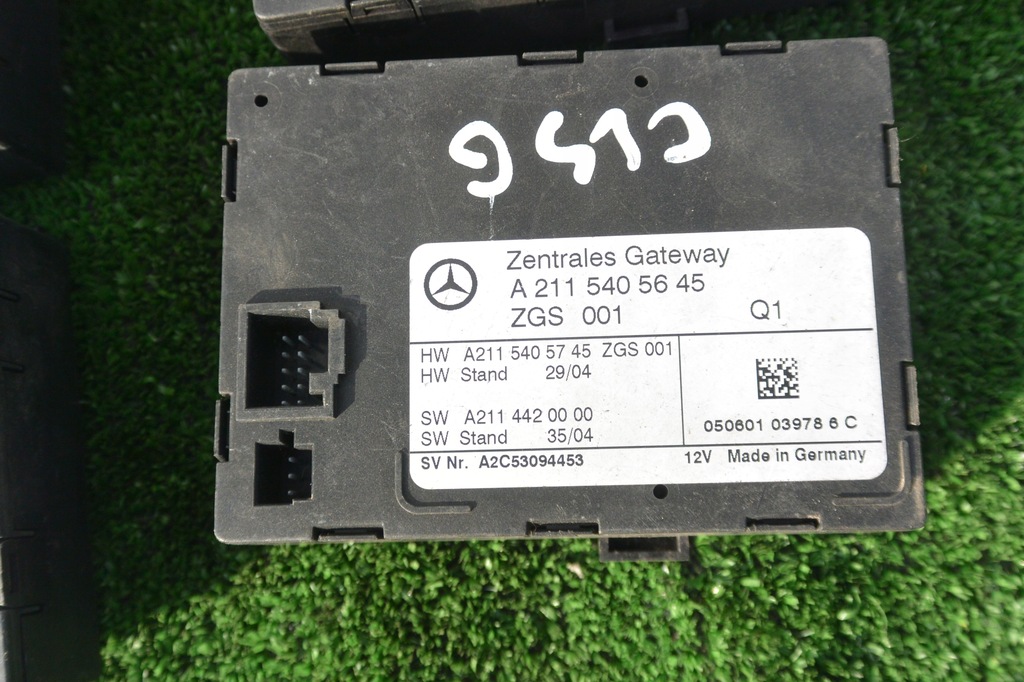 CLS
Zentrales Gateway
A 211 540 56 45
ZGS 001 Q1
HW A211 540 57 45 ZGS 001
HW Stand 29/04
SW A211 442 00 00
SW Stand 35/04
050601 03978 6 C
SV Nr. A2C53094453 12V Made in Germany